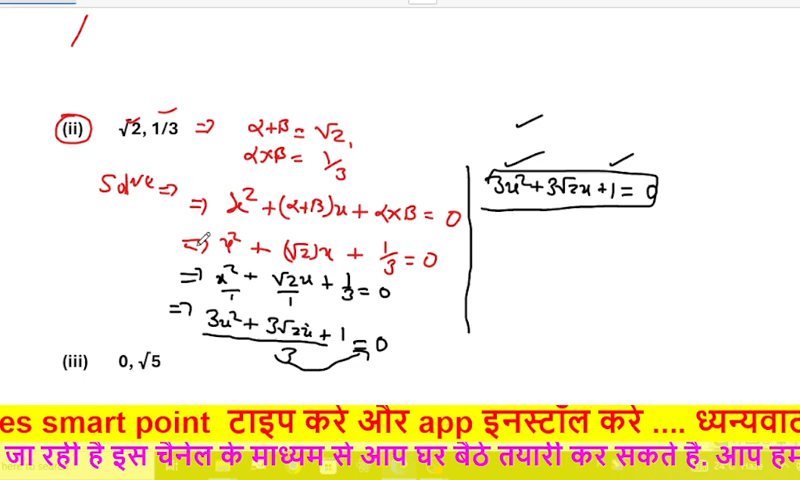 (ii) √2, 1/3 ⇒ α+β = √2,
α×β = 1/3
Solve ⇒
⇒ x² + (α+β)x + α×β = 0
⇒ x² + (√2)x + 1/3 = 0
⇒ x²/1 + √2x/1 + 1/3 = 0
⇒ 3x² + 3√2x + 1 / 3 = 0
3x² + 3√2x + 1 = 0
(iii) 0, √5
es smart point टाइप करे और app इनस्टॉल करे .... ध्यन्यवाद
जा रही है इस चैनेल के माध्यम से आप घर बैठे तयारी कर सकते है. आप हम